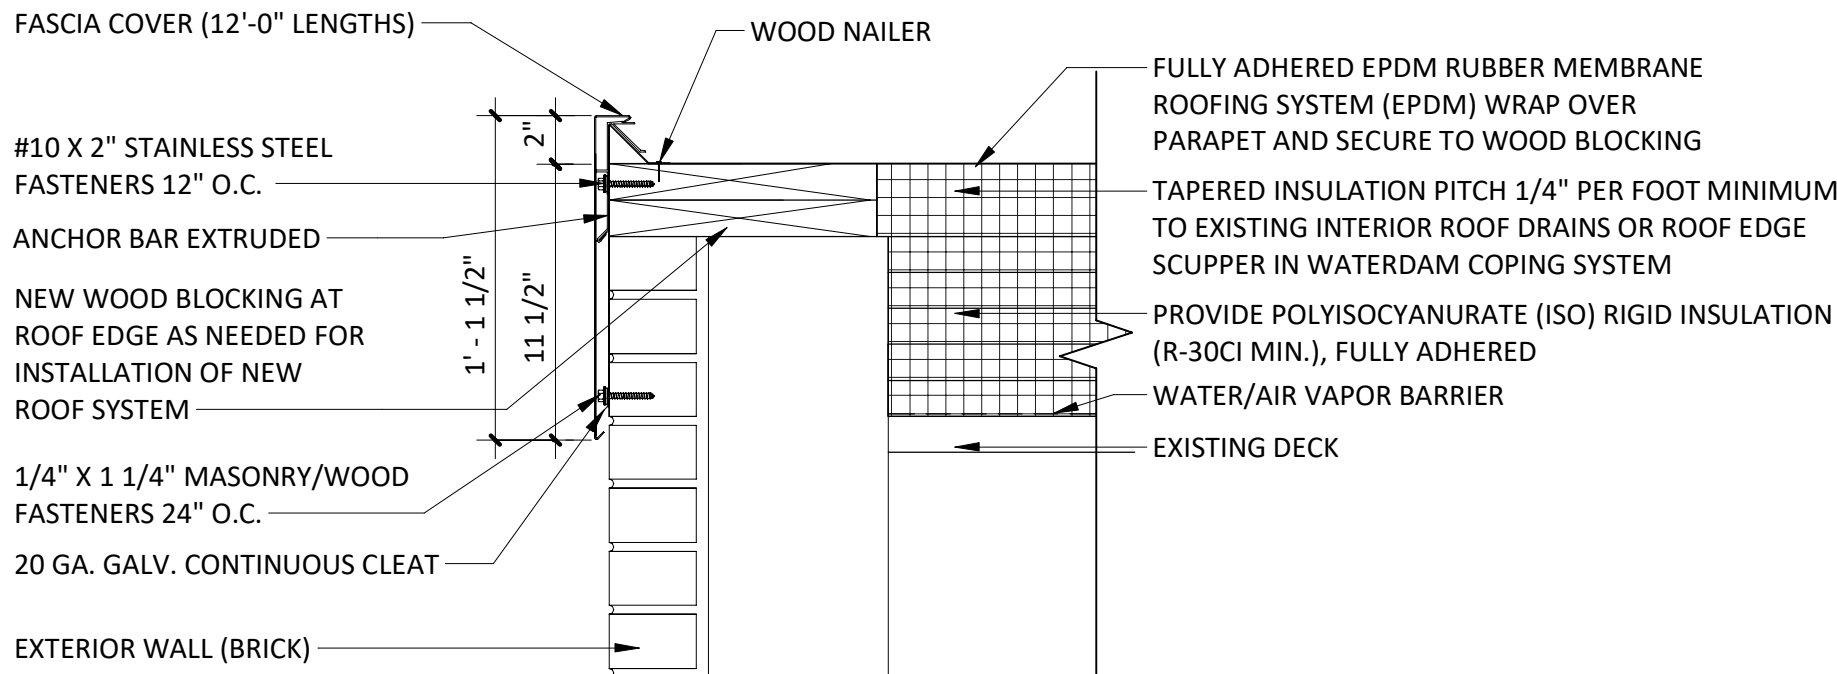 FASCIA COVER (12'-0" LENGTHS)
WOOD NAILER
FULLY ADHERED EPDM RUBBER MEMBRANE
ROOFING SYSTEM (EPDM) WRAP OVER
PARAPET AND SECURE TO WOOD BLOCKING
#10 X 2" STAINLESS STEEL
FASTENERS 12" O.C.
2"
TAPERED INSULATION PITCH 1/4" PER FOOT MINIMUM
TO EXISTING INTERIOR ROOF DRAINS OR ROOF EDGE
SCUPPER IN WATERDAM COPING SYSTEM
ANCHOR BAR EXTRUDED
1' - 1 1/2"
11 1/2"
NEW WOOD BLOCKING AT
ROOF EDGE AS NEEDED FOR
INSTALLATION OF NEW
ROOF SYSTEM
PROVIDE POLYISOCYANURATE (ISO) RIGID INSULATION
(R-30CI MIN.), FULLY ADHERED
WATER/AIR VAPOR BARRIER
EXISTING DECK
1/4" X 1 1/4" MASONRY/WOOD
FASTENERS 24" O.C.
20 GA. GALV. CONTINUOUS CLEAT
EXTERIOR WALL (BRICK)